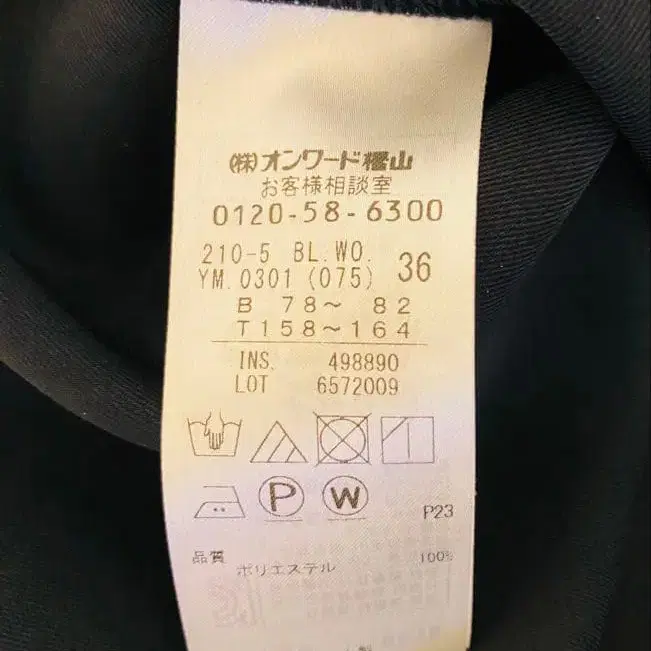 (株)オンワード樫山
お客様相談室
0120-58-6300
210-5 BL.WO.
YM.0301 (075) 36
B 78～ 82
T158～164
INS. 498890
LOT 6572009
P W
P23
品質
ポリエステル 100%
製